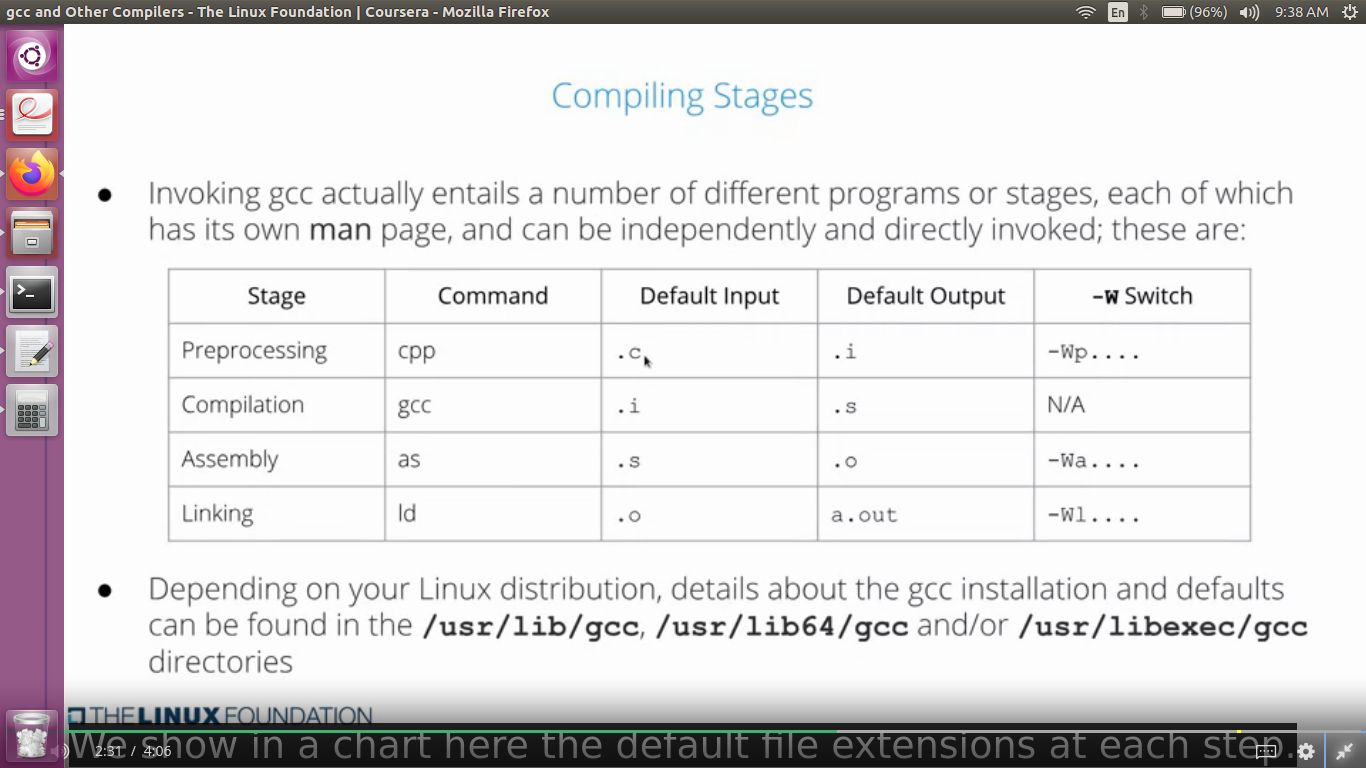 gcc and Other Compilers - The Linux Foundation | Coursera - Mozilla Firefox En (96%) 9:38 AM
Compiling Stages
● Invoking gcc actually entails a number of different programs or stages, each of which
has its own man page, and can be independently and directly invoked; these are:
Stage Command Default Input Default Output -W Switch
Preprocessing cpp .c .i -Wp....
Compilation gcc .i .s N/A
Assembly as .s .o -Wa....
Linking ld .o a.out -Wl....
● Depending on your Linux distribution, details about the gcc installation and defaults
can be found in the /usr/lib/gcc, /usr/lib64/gcc and/or /usr/libexec/gcc
directories
THE LINUX FOUNDATION
We show in a chart here the default file extensions at each step.
2:31 / 4:06